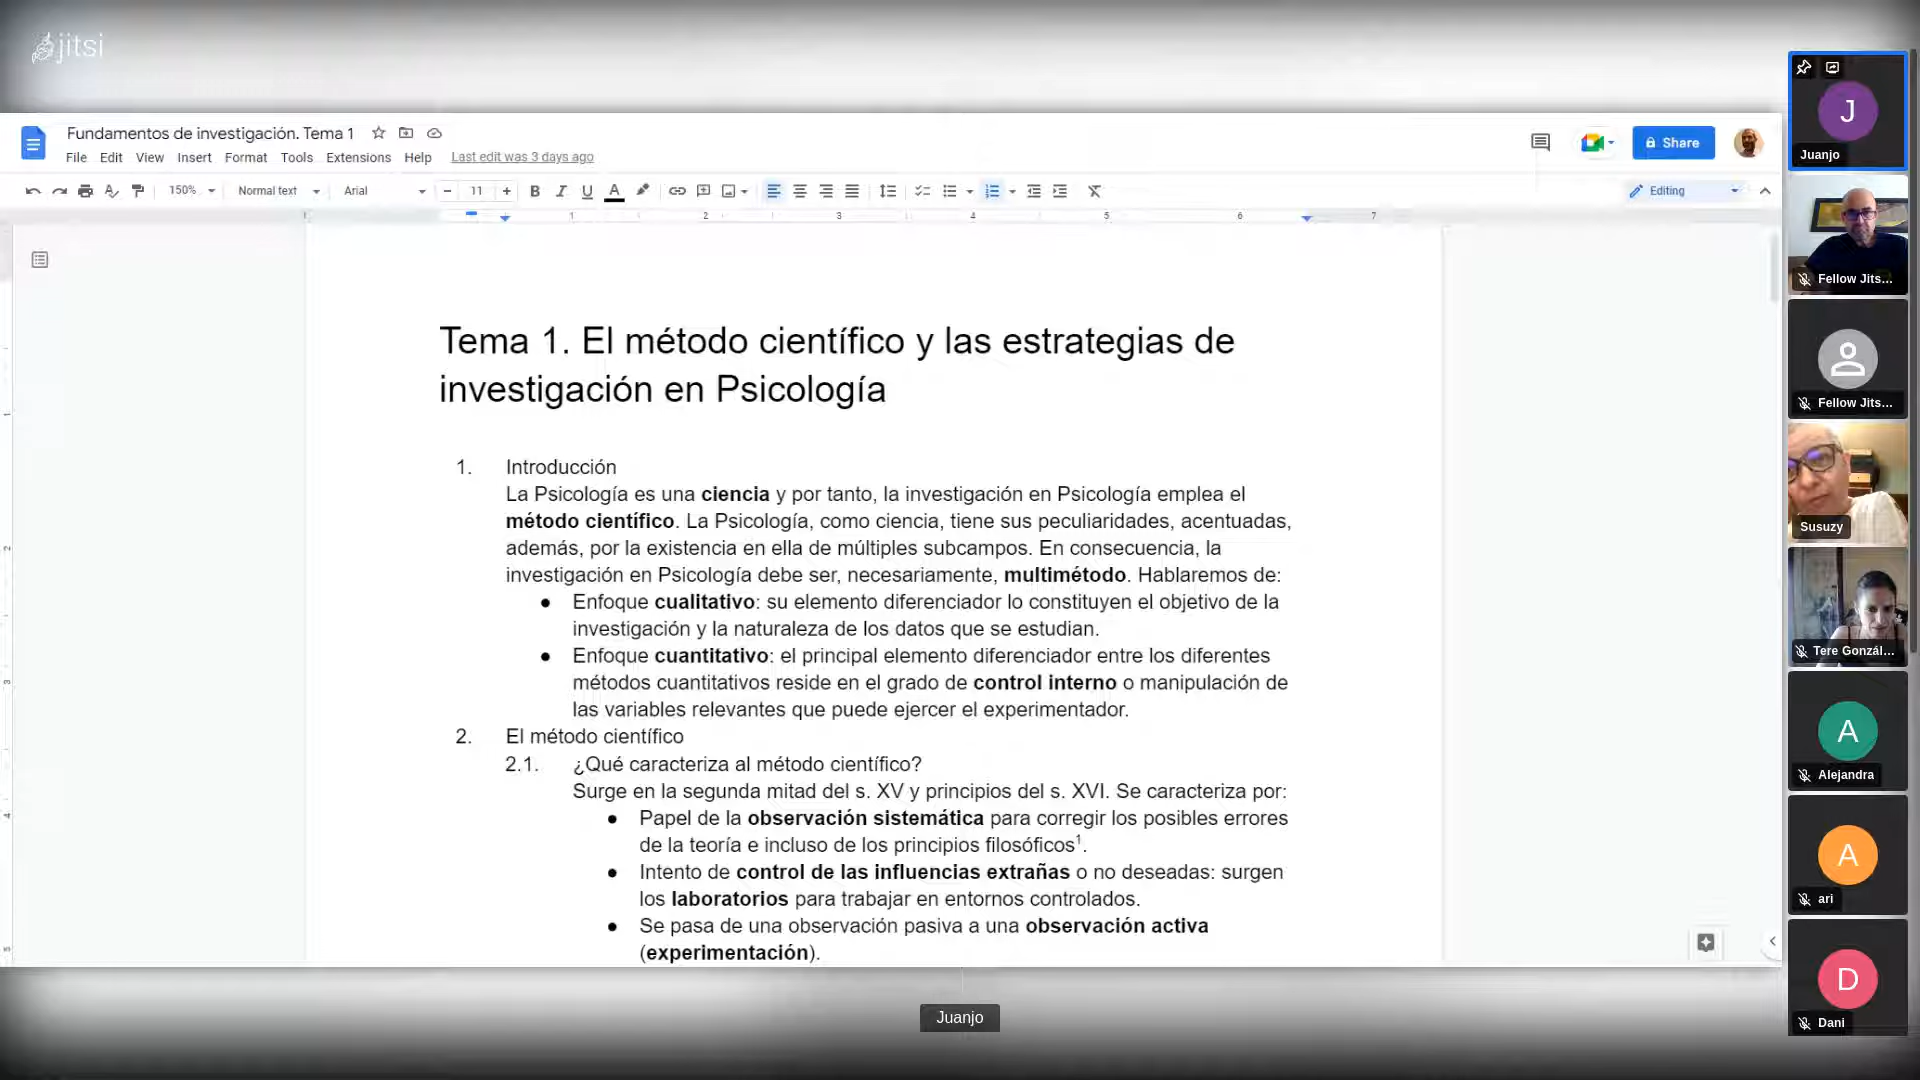 jitsi
Fundamentos de investigación. Tema 1
File Edit View Insert Format Tools Extensions Help Last edit was 3 days ago
Share
150% Normal text Arial 11 B I U A Editing
1 1 2 3 4 5 6 7
Tema 1. El método científico y las estrategias de
investigación en Psicología
1. Introducción
La Psicología es una ciencia y por tanto, la investigación en Psicología emplea el
método científico. La Psicología, como ciencia, tiene sus peculiaridades, acentuadas,
además, por la existencia en ella de múltiples subcampos. En consecuencia, la
investigación en Psicología debe ser, necesariamente, multimétodo. Hablaremos de:
● Enfoque cualitativo: su elemento diferenciador lo constituyen el objetivo de la
investigación y la naturaleza de los datos que se estudian.
● Enfoque cuantitativo: el principal elemento diferenciador entre los diferentes
métodos cuantitativos reside en el grado de control interno o manipulación de
las variables relevantes que puede ejercer el experimentador.
2. El método científico
2.1. ¿Qué caracteriza al método científico?
Surge en la segunda mitad del s. XV y principios del s. XVI. Se caracteriza por:
● Papel de la observación sistemática para corregir los posibles errores
de la teoría e incluso de los principios filosóficos¹.
● Intento de control de las influencias extrañas o no deseadas: surgen
los laboratorios para trabajar en entornos controlados.
● Se pasa de una observación pasiva a una observación activa
(experimentación).
Juanjo
J
Juanjo
Fellow Jits...
Fellow Jits...
Susuzy
Tere Gonzál...
A
Alejandra
A
ari
D
Dani